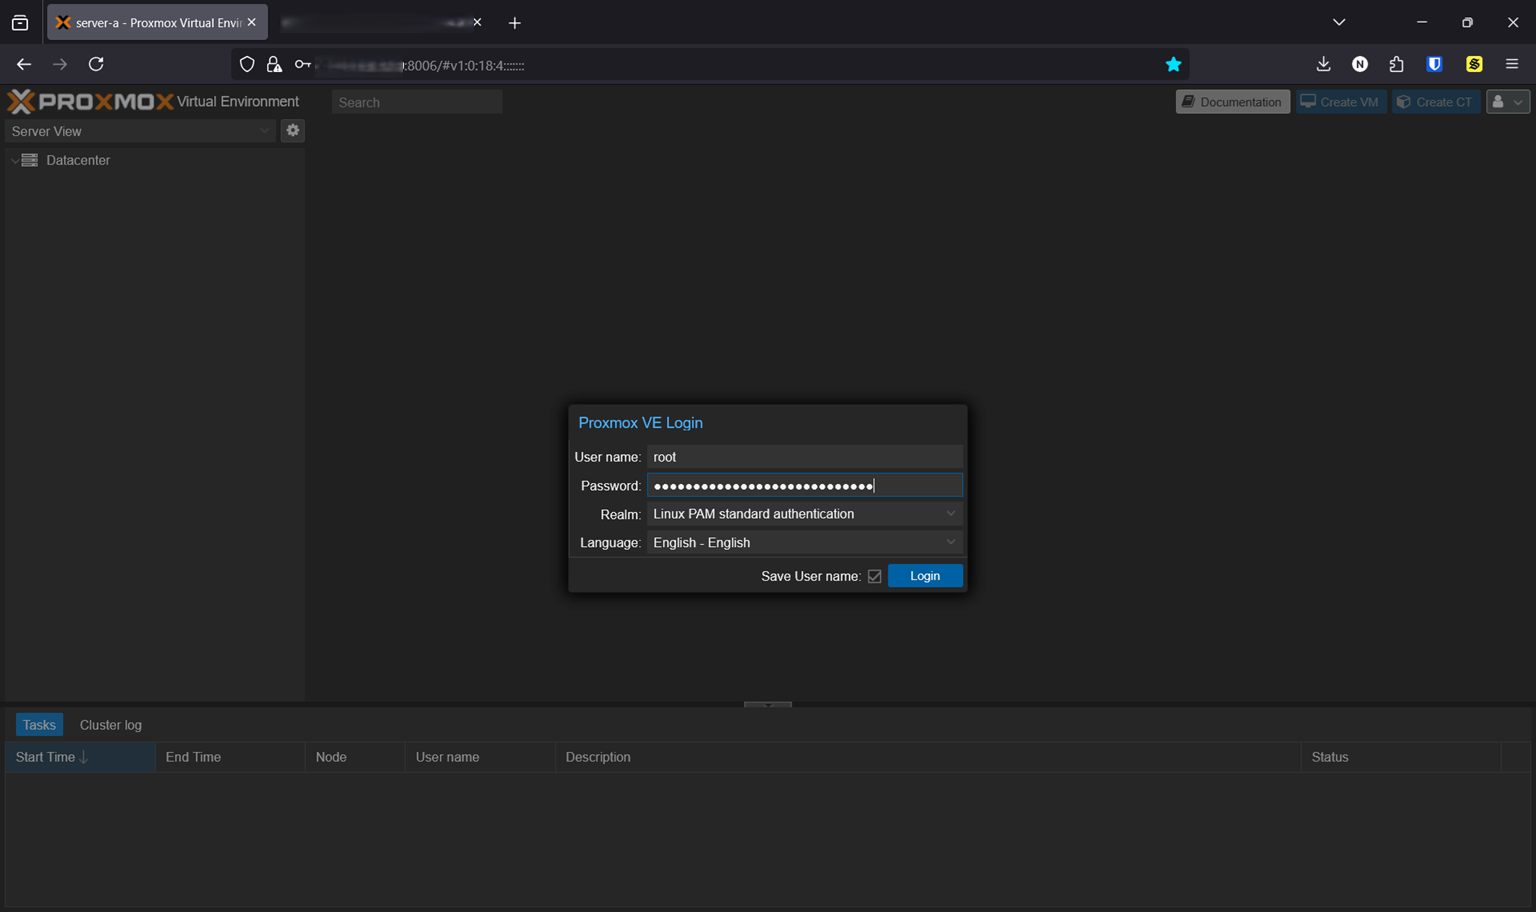 server-a - Proxmox Virtual Envir
:8006/#v1:0:18:4:::::::
N
PROXMOX Virtual Environment
Search
Documentation
Create VM
Create CT
Server View
Datacenter
Proxmox VE Login
User name: root
Password: ●●●●●●●●●●●●●●●●●●●●●●●●●●●●
Realm: Linux PAM standard authentication
Language: English - English
Save User name:
Login
Tasks
Cluster log
Start Time
End Time
Node
User name
Description
Status